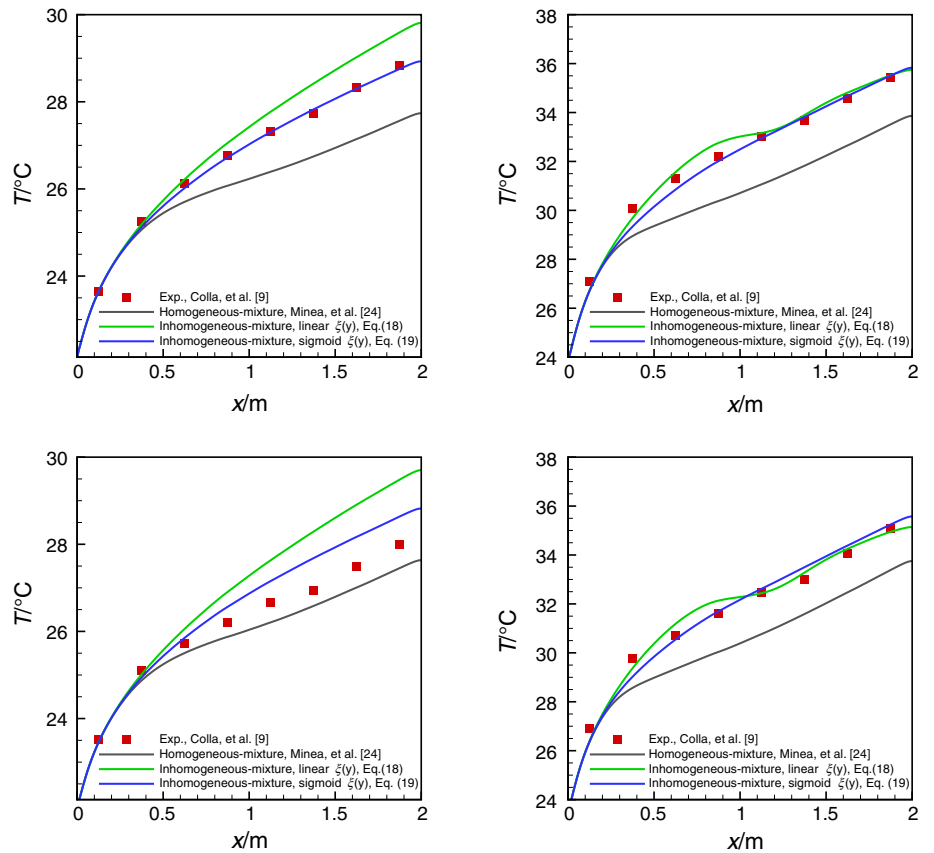 30
28
26
24
T/°C
Exp., Colla, et al. [9]
Homogeneous-mixture, Minea, et al. [24]
Inhomogeneous-mixture, linear ξ(y), Eq.(18)
Inhomogeneous-mixture, sigmoid ξ(y), Eq. (19)
0 0.5 1 1.5 2
x/m
38
36
34
32
30
28
26
24
T/°C
Exp., Colla, et al. [9]
Homogeneous-mixture, Minea, et al. [24]
Inhomogeneous-mixture, linear ξ(y), Eq.(18)
Inhomogeneous-mixture, sigmoid ξ(y), Eq. (19)
0 0.5 1 1.5 2
x/m
30
28
26
24
T/°C
Exp., Colla, et al. [9]
Homogeneous-mixture, Minea, et al. [24]
Inhomogeneous-mixture, linear ξ(y), Eq.(18)
Inhomogeneous-mixture, sigmoid ξ(y), Eq. (19)
0 0.5 1 1.5 2
x/m
38
36
34
32
30
28
26
24
T/°C
Exp., Colla, et al. [9]
Homogeneous-mixture, Minea, et al. [24]
Inhomogeneous-mixture, linear ξ(y), Eq.(18)
Inhomogeneous-mixture, sigmoid ξ(y), Eq. (19)
0 0.5 1 1.5 2
x/m